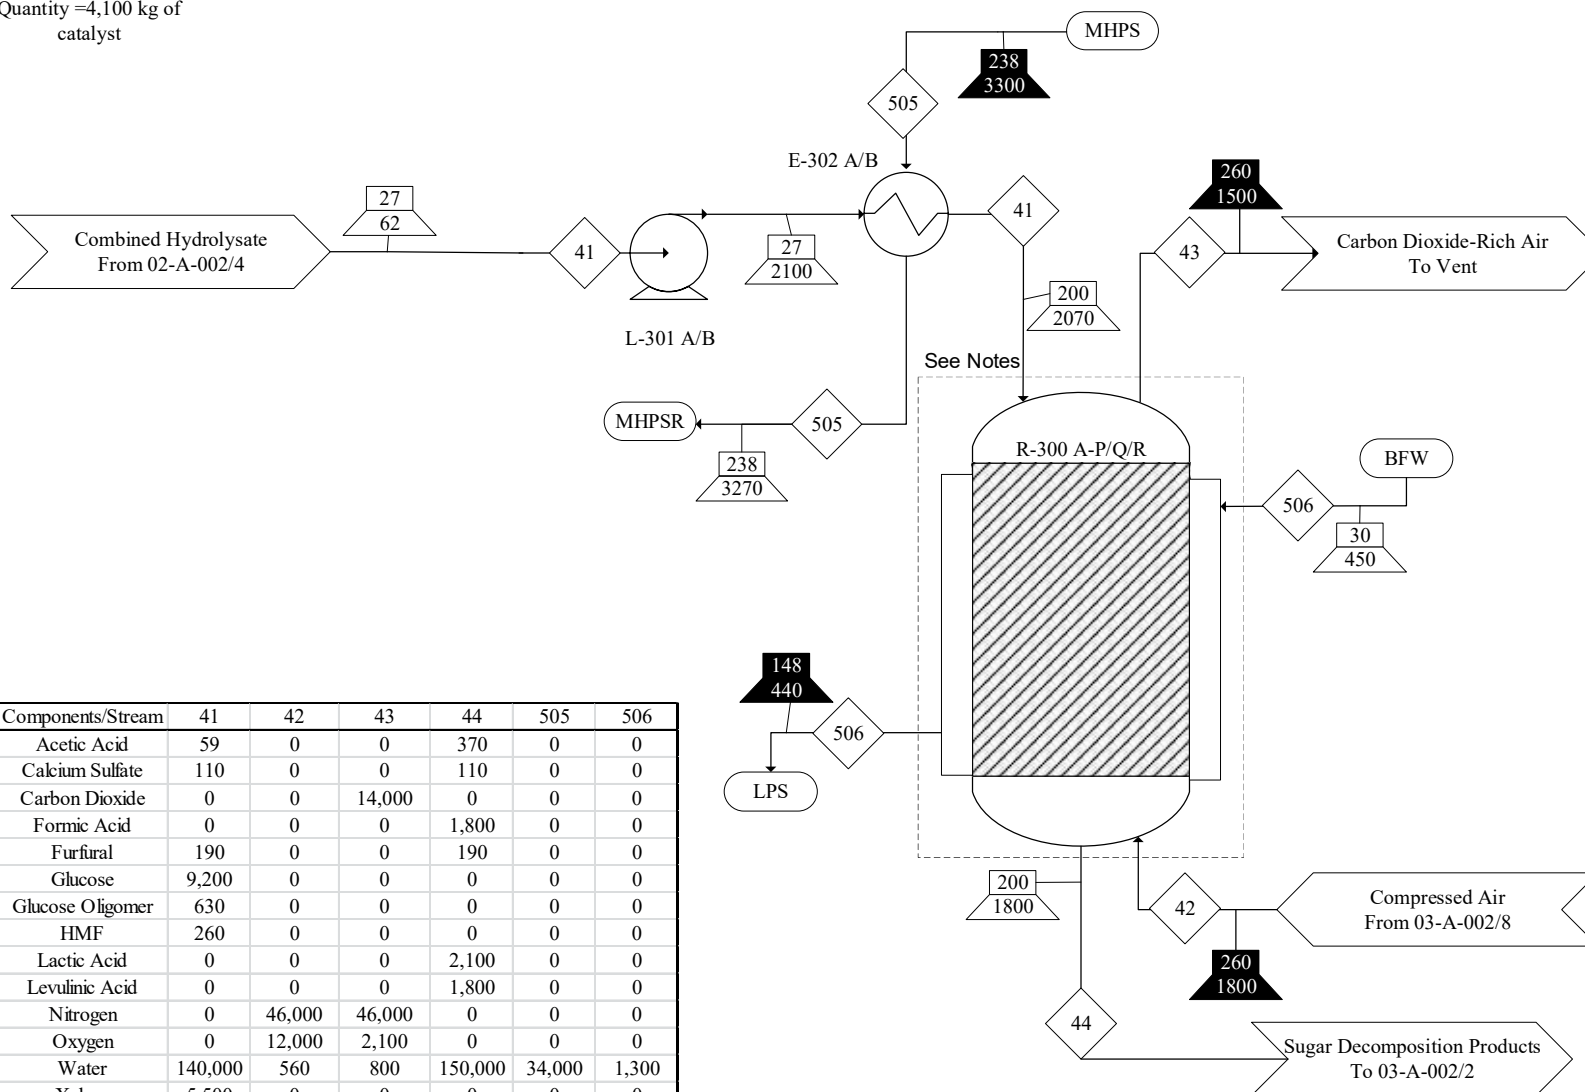 Quantity =4,100 kg of
catalyst
MHPS
238
3300
505
E-302 A/B
260
1500
27
62
41
43
Combined Hydrolysate
From 02-A-002/4
41
27
2100
Carbon Dioxide-Rich Air
To Vent
200
2070
L-301 A/B
See Notes
MHPSR
505
238
3270
R-300 A-P/Q/R
BFW
506
30
450
148
440
506
LPS
Components/Stream 41 42 43 44 505 506
Acetic Acid 59 0 0 370 0 0
Calcium Sulfate 110 0 0 110 0 0
Carbon Dioxide 0 0 14,000 0 0 0
Formic Acid 0 0 0 1,800 0 0
Furfural 190 0 0 190 0 0
Glucose 9,200 0 0 0 0 0
Glucose Oligomer 630 0 0 0 0 0
HMF 260 0 0 0 0 0
Lactic Acid 0 0 0 2,100 0 0
Levulinic Acid 0 0 0 1,800 0 0
Nitrogen 0 46,000 46,000 0 0 0
Oxygen 0 12,000 2,100 0 0 0
Water 140,000 560 800 150,000 34,000 1,300
200
1800
42
Compressed Air
From 03-A-002/8
260
1800
44
Sugar Decomposition Products
To 03-A-002/2